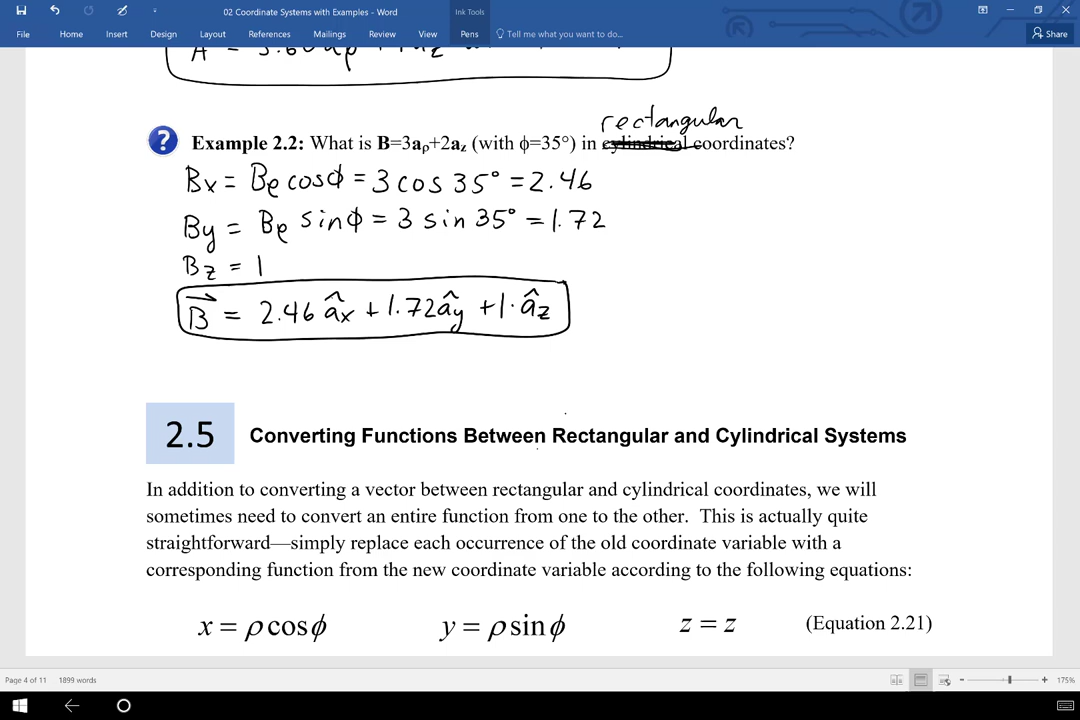 02 Coordinate Systems with Examples - Word
Ink Tools
File Home Insert Design Layout References Mailings Review View Pens Tell me what you want to do... Share
rectangular
Example 2.2: What is B=3aρ+2az (with ϕ=35°) in cylindrical coordinates?
Bx = Bρ cosϕ = 3 cos 35° = 2.46
By = Bρ sinϕ = 3 sin 35° = 1.72
Bz = 1
B = 2.46 âx + 1.72 ây + 1· âz
2.5 Converting Functions Between Rectangular and Cylindrical Systems
In addition to converting a vector between rectangular and cylindrical coordinates, we will
sometimes need to convert an entire function from one to the other. This is actually quite
straightforward—simply replace each occurrence of the old coordinate variable with a
corresponding function from the new coordinate variable according to the following equations:
x = ρ cos ϕ y = ρ sin ϕ z = z (Equation 2.21)
Page 4 of 11 1899 words 175%